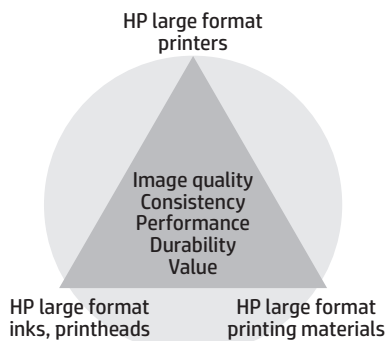 HP large format
printers
Image quality
Consistency
Performance
Durability
Value
HP large format
inks, printheads
HP large format
printing materials